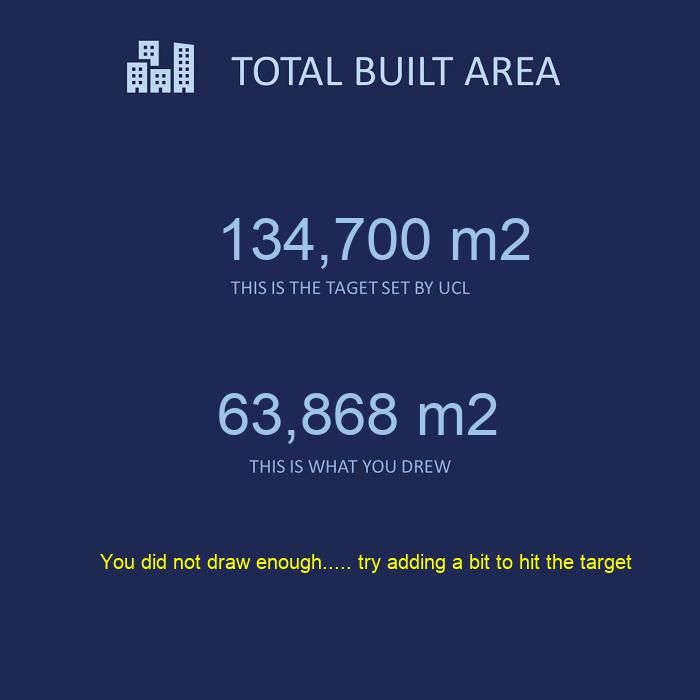 TOTAL BUILT AREA
134,700 m2
THIS IS THE TAGET SET BY UCL
63,868 m2
THIS IS WHAT YOU DREW
You did not draw enough..... try adding a bit to hit the target